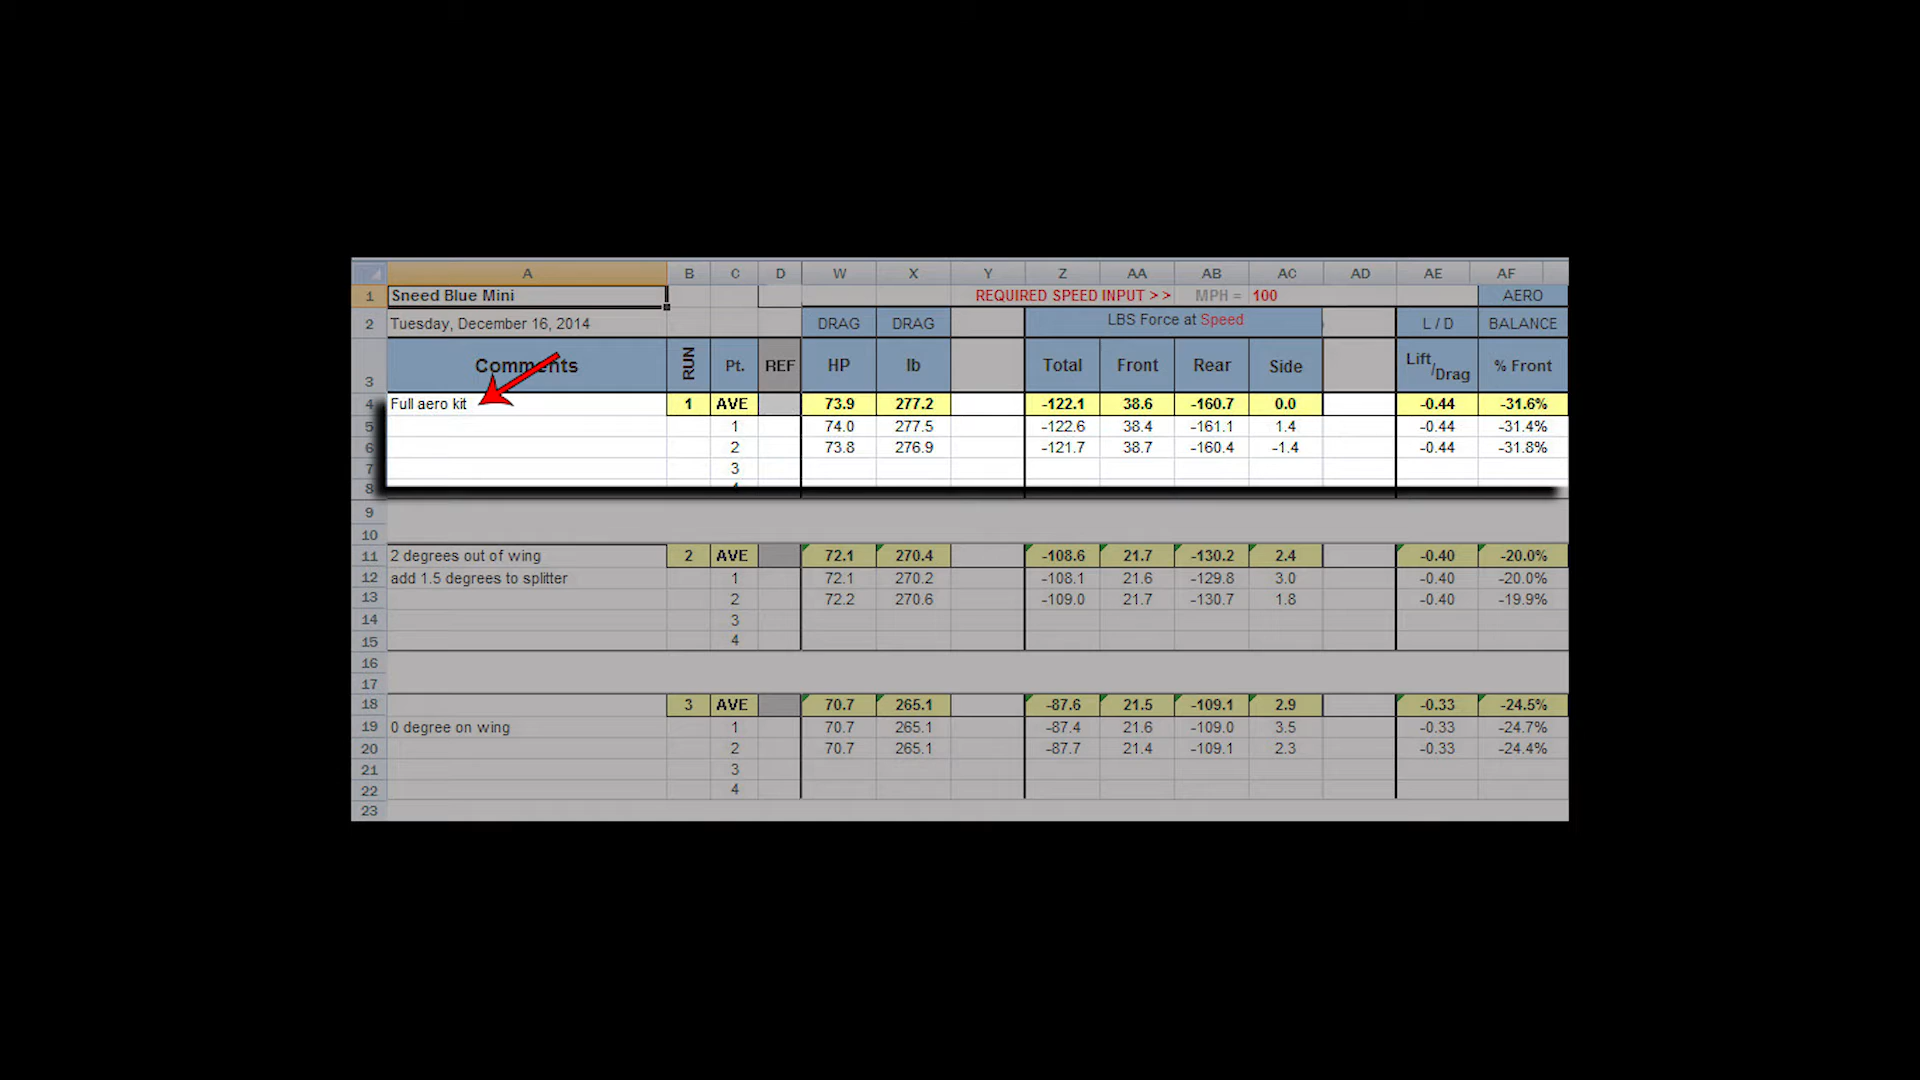 A B C D W X Y Z AA AB AC AD AE AF
1 Sneed Blue Mini REQUIRED SPEED INPUT > > MPH = 100 AERO
2 Tuesday, December 16, 2014 DRAG DRAG LBS Force at Speed L / D BALANCE
3 Comments RUN Pt. REF HP lb Total Front Rear Side Lift/Drag % Front
4 Full aero kit 1 AVE 73.9 277.2 -122.1 38.6 -160.7 0.0 -0.44 -31.6%
5 1 74.0 277.5 -122.6 38.4 -161.1 1.4 -0.44 -31.4%
6 2 73.8 276.9 -121.7 38.7 -160.4 -1.4 -0.44 -31.8%
7 3
8
9
10
11 2 degrees out of wing 2 AVE 72.1 270.4 -108.6 21.7 -130.2 2.4 -0.40 -20.0%
12 add 1.5 degrees to splitter 1 72.1 270.2 -108.1 21.6 -129.8 3.0 -0.40 -20.0%
13 2 72.2 270.6 -109.0 21.7 -130.7 1.8 -0.40 -19.9%
14 3
15 4
16
17
18 3 AVE 70.7 265.1 -87.6 21.5 -109.1 2.9 -0.33 -24.5%
19 0 degree on wing 1 70.7 265.1 -87.4 21.6 -109.0 3.5 -0.33 -24.7%
20 2 70.7 265.1 -87.7 21.4 -109.1 2.3 -0.33 -24.4%
21 3
22 4
23